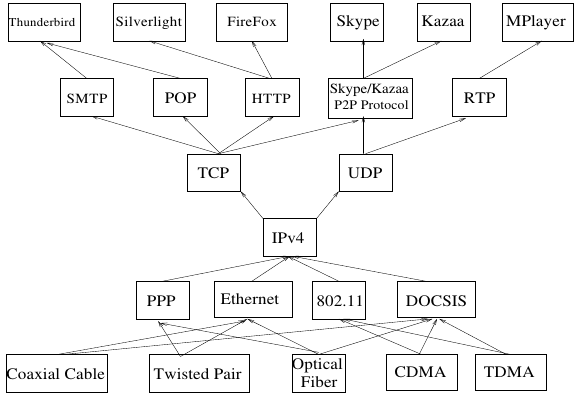 Thunderbird
Silverlight
FireFox
Skype
Kazaa
MPlayer
SMTP
POP
HTTP
Skype/Kazaa
P2P Protocol
RTP
TCP
UDP
IPv4
PPP
Ethernet
802.11
DOCSIS
Coaxial Cable
Twisted Pair
Optical
Fiber
CDMA
TDMA